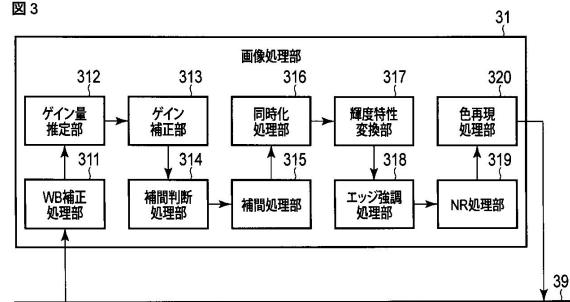 図3
31
画像処理部
312
313
316
317
320
ゲイン量
推定部
ゲイン
補正部
同時化
処理部
輝度特性
変換部
色再現
処理部
311
314
315
318
319
WB補正
処理部
補間判断
処理部
補間処理部
エッジ強調
処理部
NR処理部
39